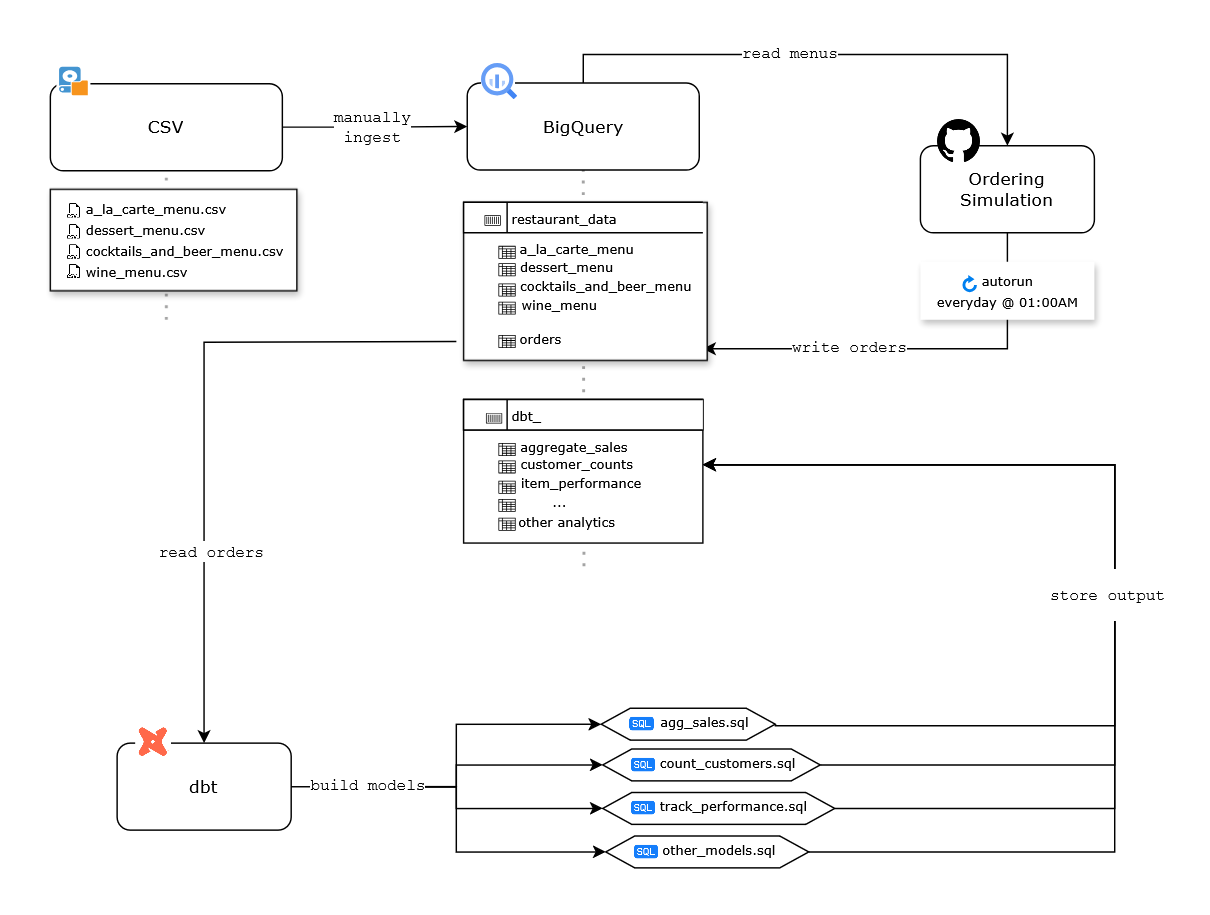 read menus
CSV
manually
ingest
BigQuery
Ordering
Simulation
a_la_carte_menu.csv
dessert_menu.csv
cocktails_and_beer_menu.csv
wine_menu.csv
restaurant_data
a_la_carte_menu
dessert_menu
cocktails_and_beer_menu
wine_menu
orders
autorun
everyday @ 01:00AM
write orders
dbt_
aggregate_sales
customer_counts
item_performance
...
other analytics
read orders
store output
dbt
build models
SQL agg_sales.sql
SQL count_customers.sql
SQL track_performance.sql
SQL other_models.sql